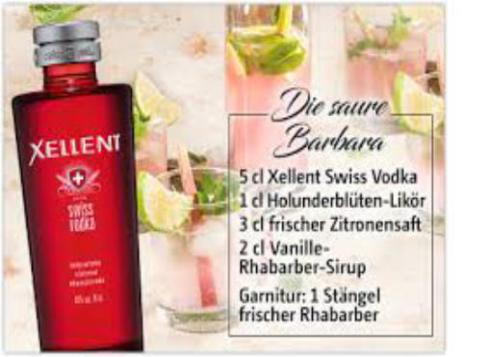 XELLENT
SWISS
VODKA
Die saure
Barbara
5 cl Xellent Swiss Vodka
1 cl Holunderblüten-Likör
3 cl frischer Zitronensaft
2 cl Vanille-
Rhabarber-Sirup
Garnitur: 1 Stängel
frischer Rhabarber